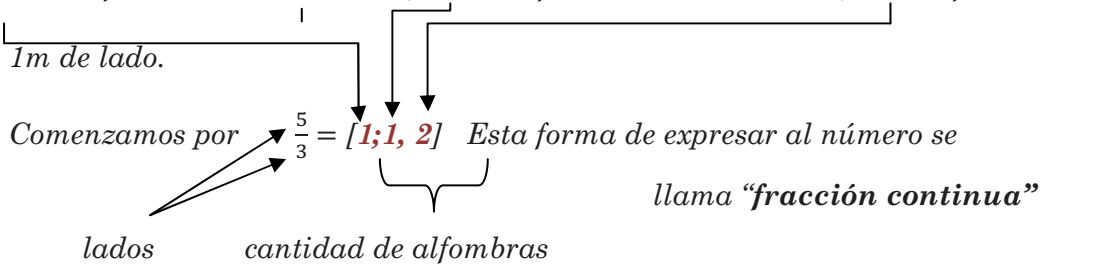 1m de lado.
Comenzamos por 5/3 = [1;1, 2] Esta forma de expresar al número se
llama “fracción continua”
lados cantidad de alfombras